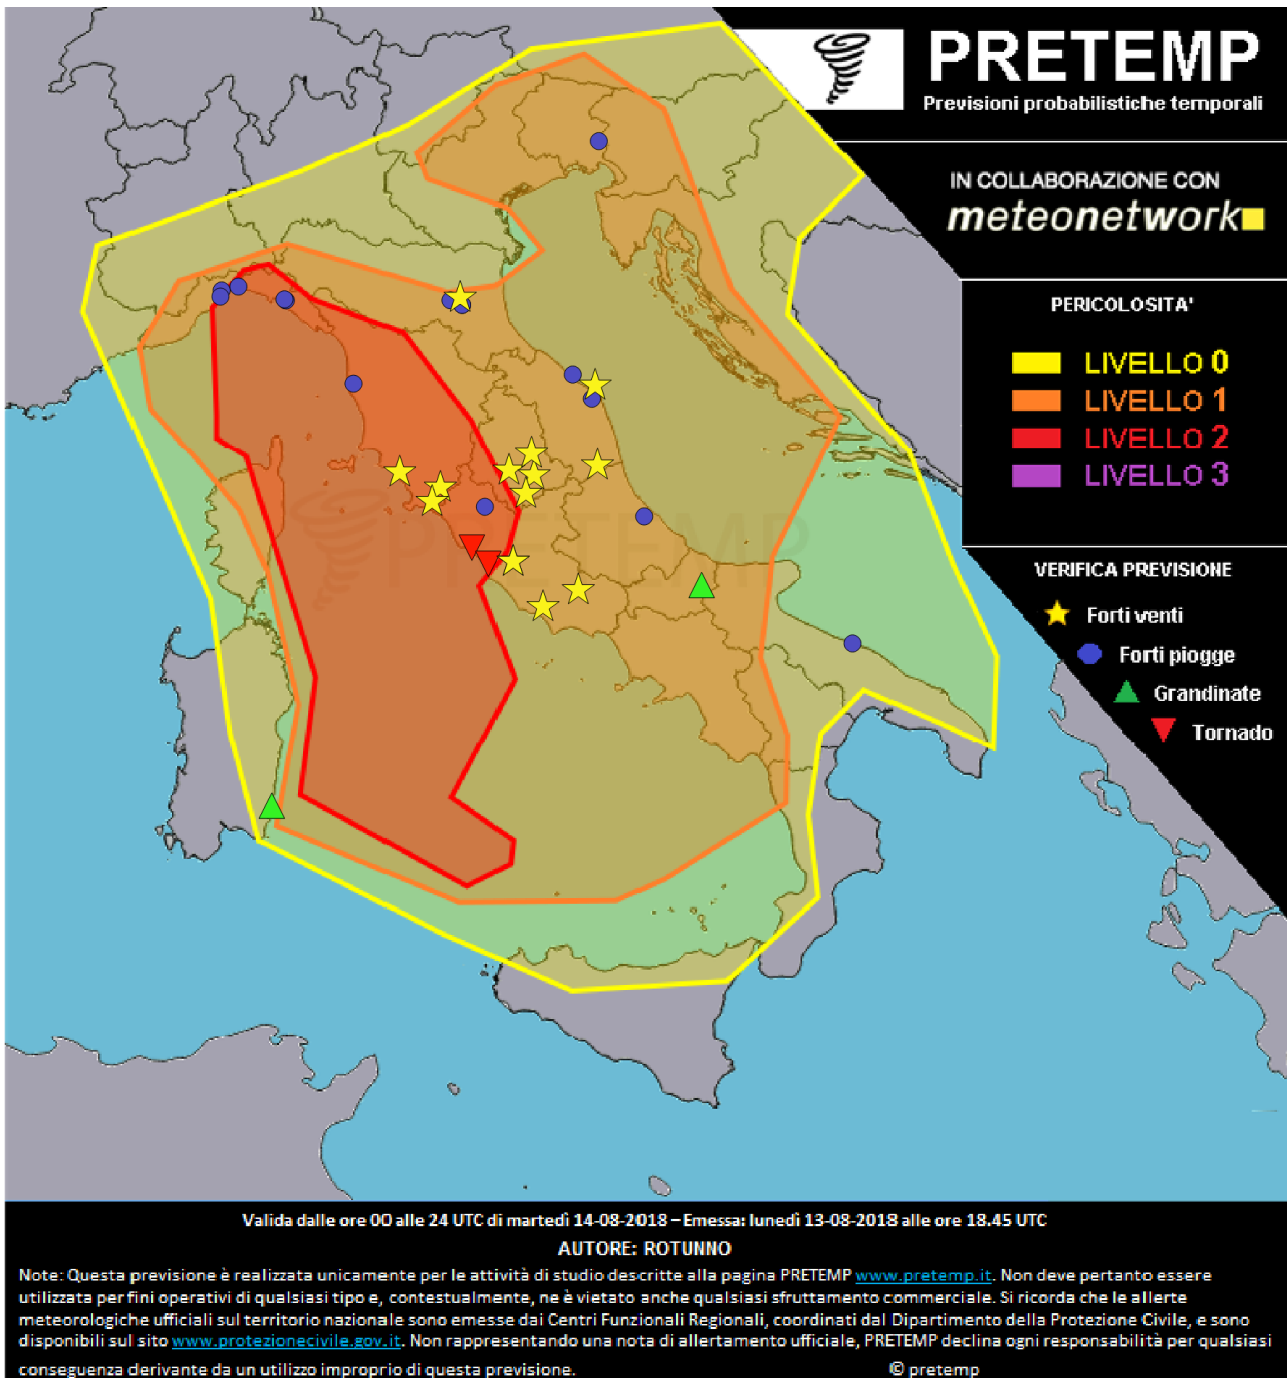 PRETEMP
Previsioni probabilistiche temporali
IN COLLABORAZIONE CON
meteonetwork
PERICOLOSITA'
LIVELLO 0
LIVELLO 1
LIVELLO 2
LIVELLO 3
PRETEMP
VERIFICA PREVISIONE
Forti venti
Forti piogge
Grandinate
Tornado
Valida dalle ore 00 alle 24 UTC di martedì 14-08-2018 – Emessa: lunedì 13-08-2018 alle ore 18.45 UTC
AUTORE: ROTUNNO
Note: Questa previsione è realizzata unicamente per le attività di studio descritte alla pagina PRETEMP www.pretemp.it. Non deve pertanto essere
utilizzata per fini operativi di qualsiasi tipo e, contestualmente, ne è vietato anche qualsiasi sfruttamento commerciale. Si ricorda che le allerte
meteorologiche ufficiali sul territorio nazionale sono emesse dai Centri Funzionali Regionali, coordinati dal Dipartimento della Protezione Civile, e sono
disponibili sul sito www.protezionecivile.gov.it. Non rappresentando una nota di allertamento ufficiale, PRETEMP declina ogni responsabilità per qualsiasi
conseguenza derivante da un utilizzo improprio di questa previsione. © pretemp